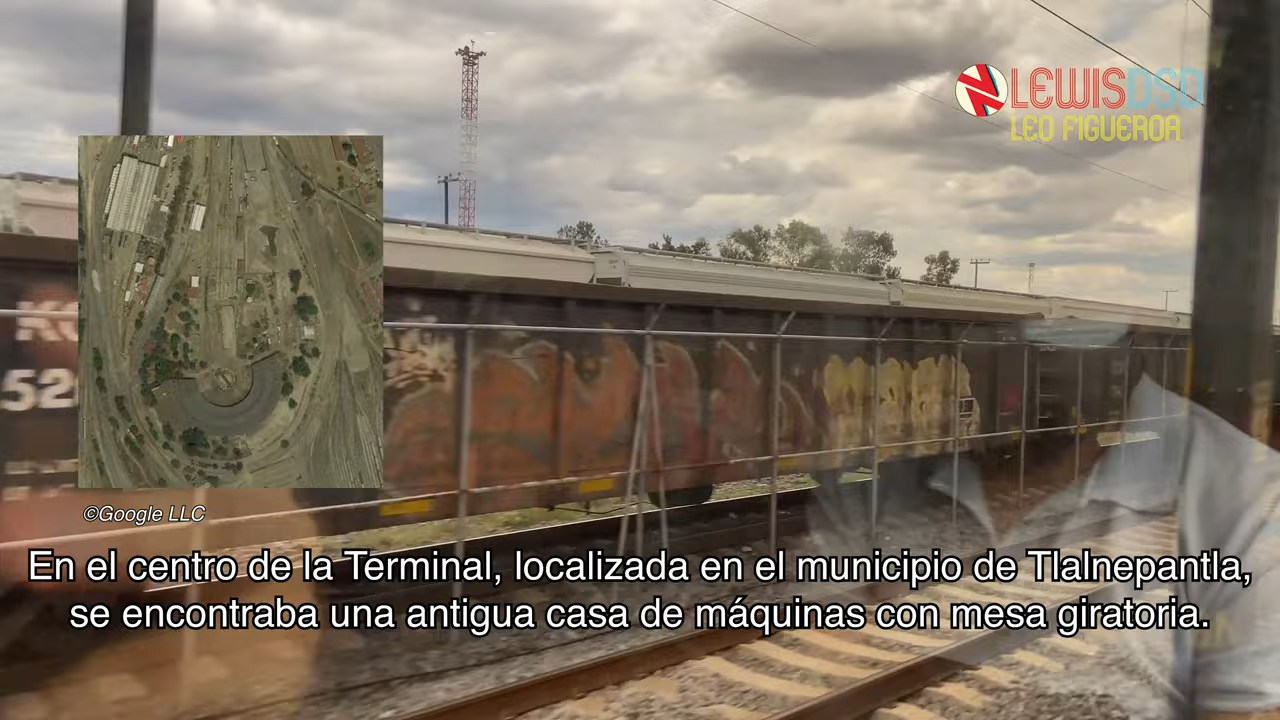 LEWISDSD
LEO FIGUEROA
52
©Google LLC
En el centro de la Terminal, localizada en el municipio de Tlalnepantla,
se encontraba una antigua casa de máquinas con mesa giratoria.